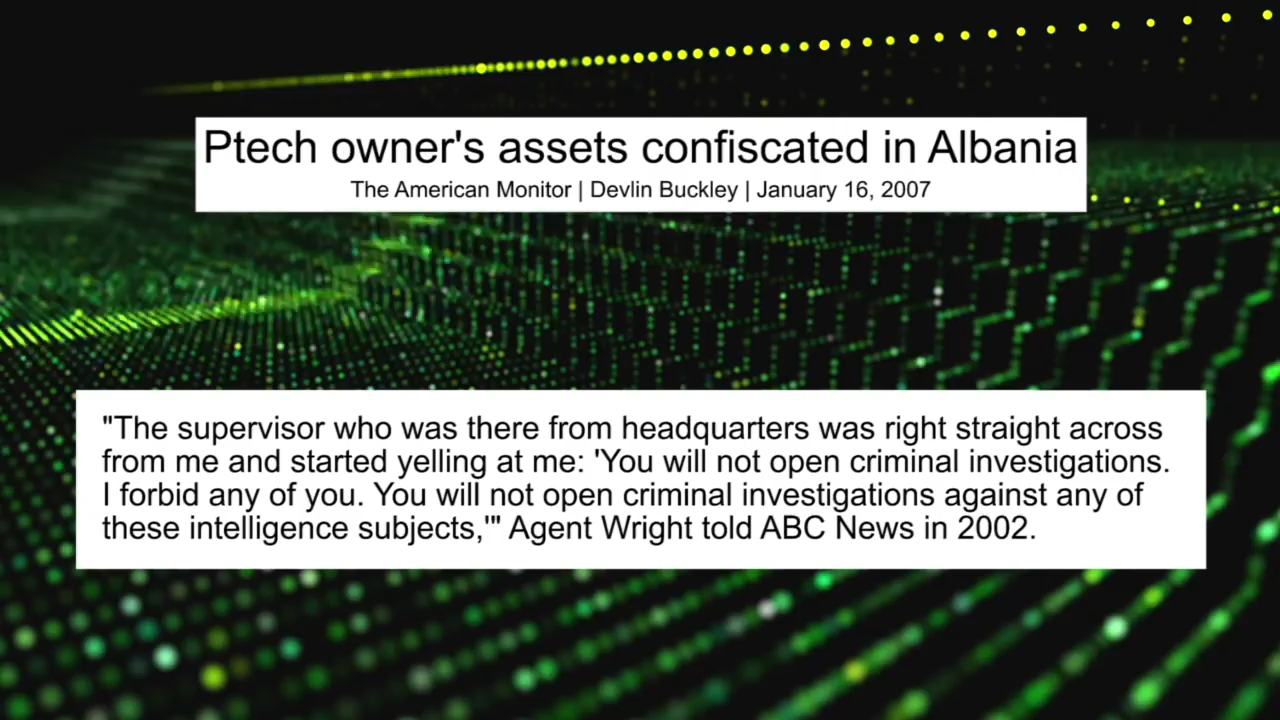 Ptech owner's assets confiscated in Albania
The American Monitor | Devlin Buckley | January 16, 2007
"The supervisor who was there from headquarters was right straight across
from me and started yelling at me: 'You will not open criminal investigations.
I forbid any of you. You will not open criminal investigations against any of
these intelligence subjects,'" Agent Wright told ABC News in 2002.